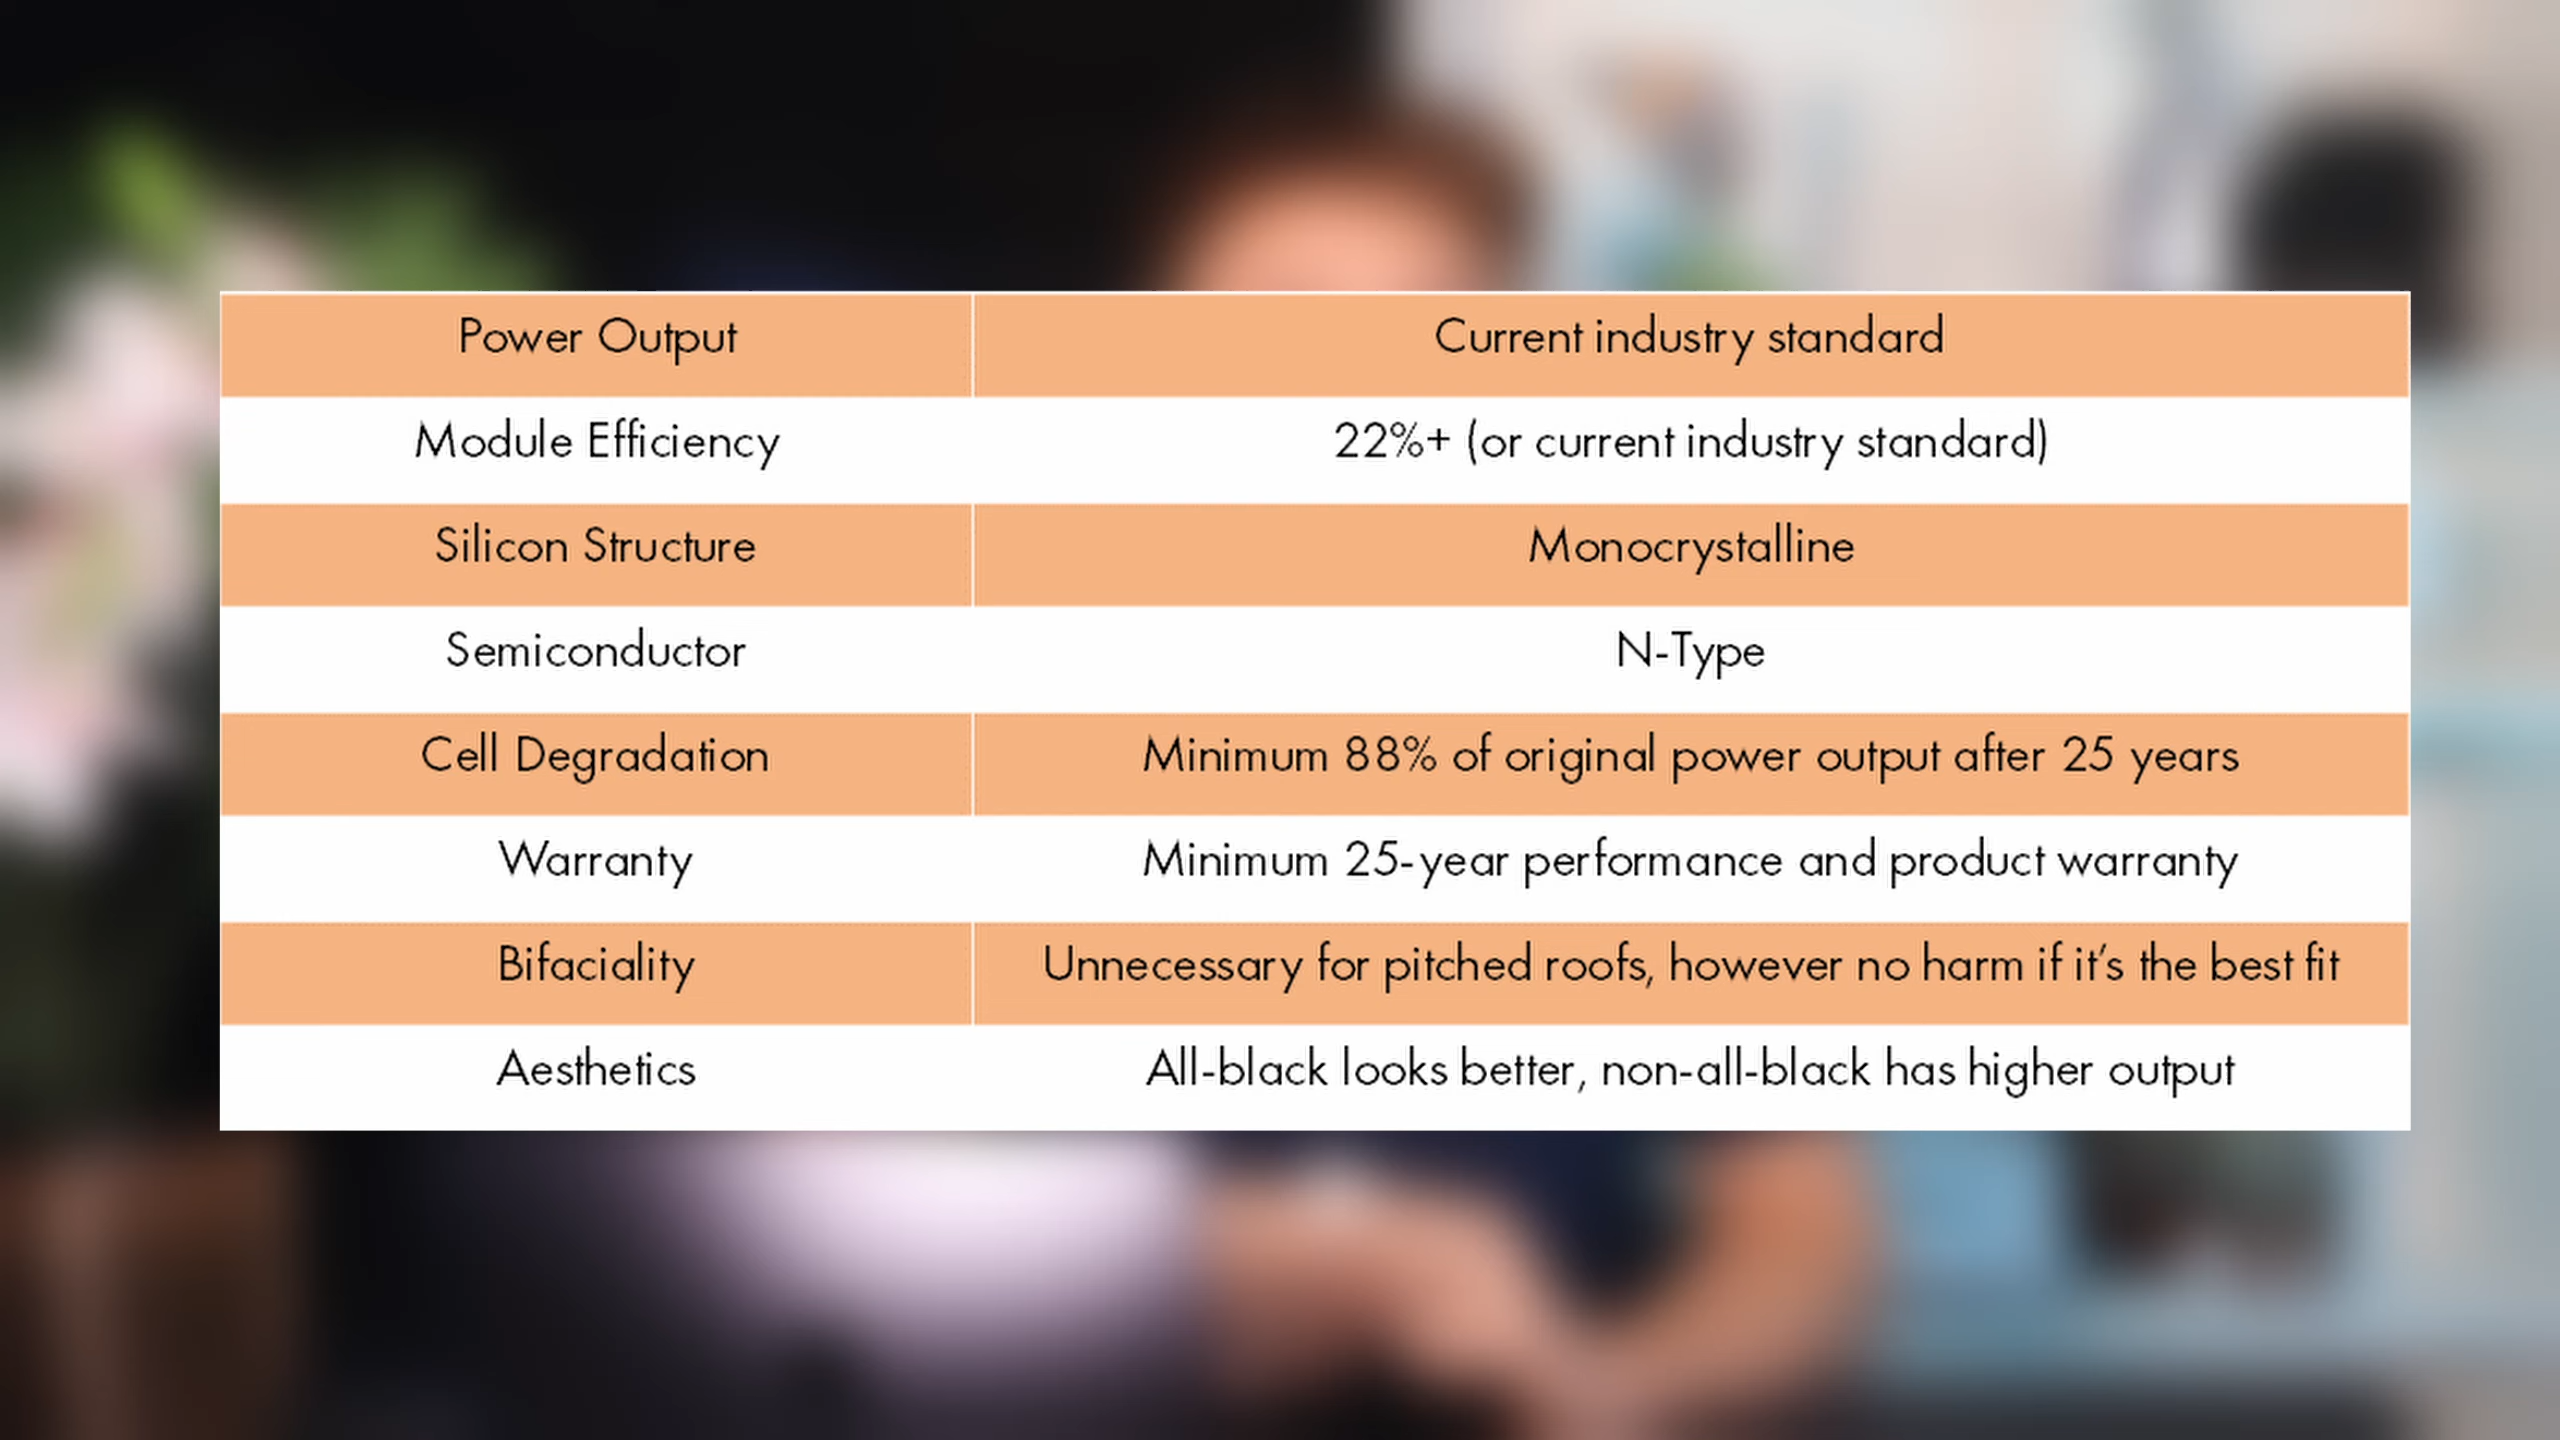 Power Output Current industry standard
Module Efficiency 22%+ (or current industry standard)
Silicon Structure Monocrystalline
Semiconductor N-Type
Cell Degradation Minimum 88% of original power output after 25 years
Warranty Minimum 25-year performance and product warranty
Bifaciality Unnecessary for pitched roofs, however no harm if it's the best fit
Aesthetics All-black looks better, non-all-black has higher output